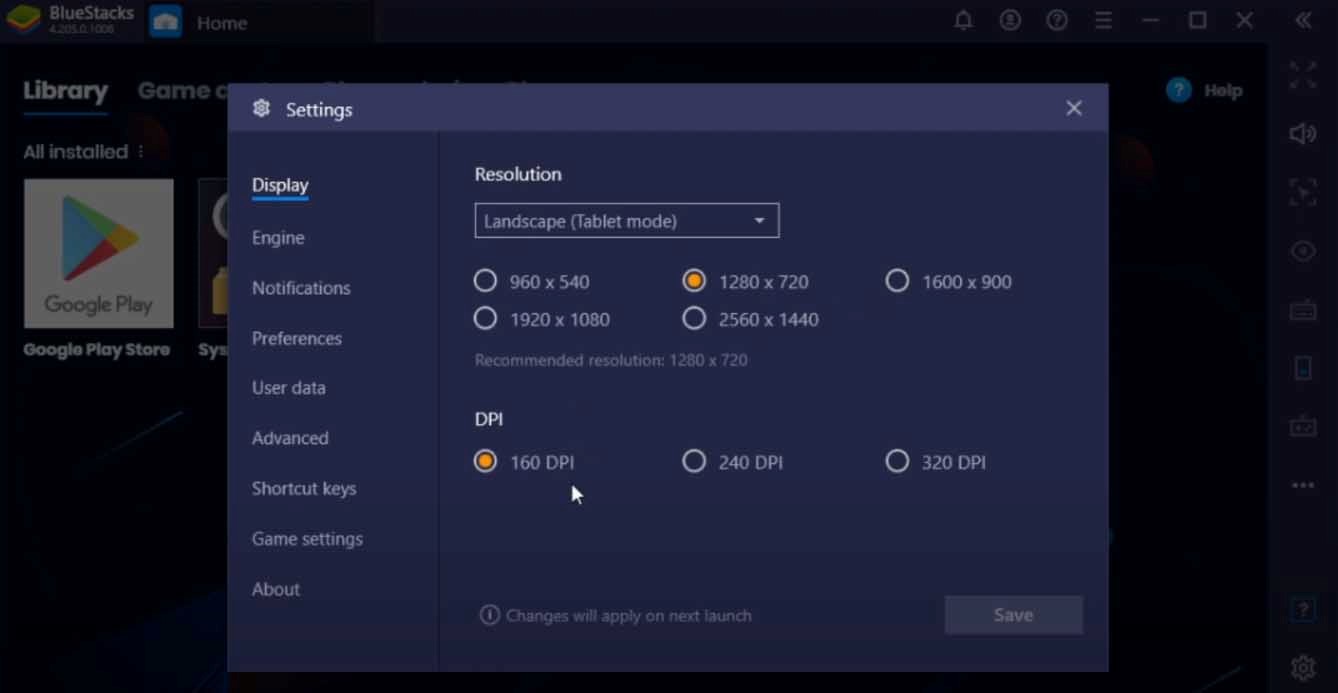 BlueStacks
4.205.0.1006
Home
Library
Game c
Help
All installed
Google Play
Google Play Store
Sys
Settings
Display
Engine
Notifications
Preferences
User data
Advanced
Shortcut keys
Game settings
About
Resolution
Landscape (Tablet mode)
960 x 540 1280 x 720 1600 x 900
1920 x 1080 2560 x 1440
Recommended resolution: 1280 x 720
DPI
160 DPI 240 DPI 320 DPI
Changes will apply on next launch
Save